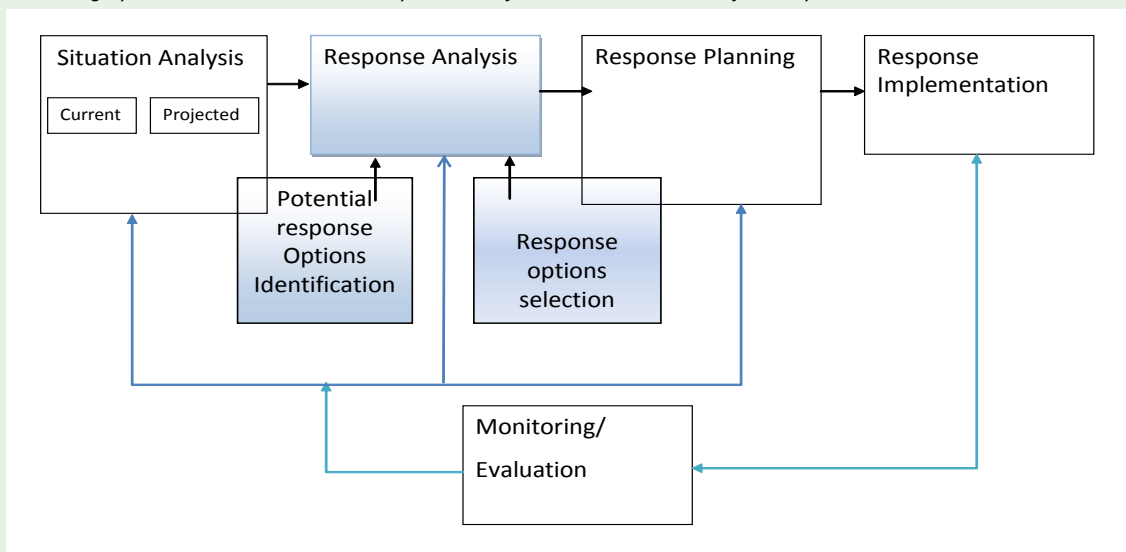 Situation Analysis
Current
Projected
Response Analysis
Response Planning
Response
Implementation
Potential
response
Options
Identification
Response
options
selection
Monitoring/
Evaluation